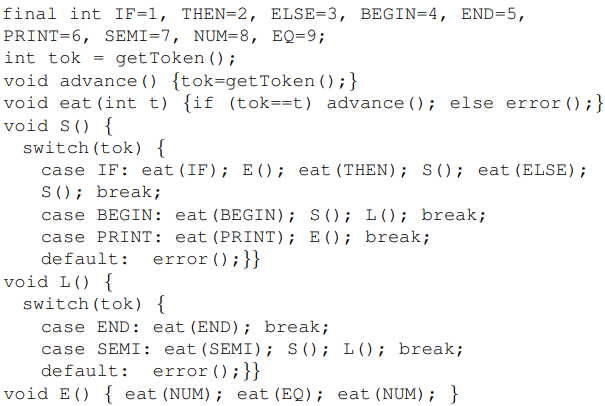 final int IF=1, THEN=2, ELSE=3, BEGIN=4, END=5,
PRINT=6, SEMI=7, NUM=8, EQ=9;
int tok = getToken();
void advance() {tok=getToken();}
void eat(int t) {if (tok==t) advance(); else error();}
void S() {
  switch(tok) {
    case IF: eat(IF); E(); eat(THEN); S(); eat(ELSE);
    S(); break;
    case BEGIN: eat(BEGIN); S(); L(); break;
    case PRINT: eat(PRINT); E(); break;
    default:  error();}}
void L() {
  switch(tok) {
    case END: eat(END); break;
    case SEMI: eat(SEMI); S(); L(); break;
    default:  error();}}
void E() { eat(NUM); eat(EQ); eat(NUM); }